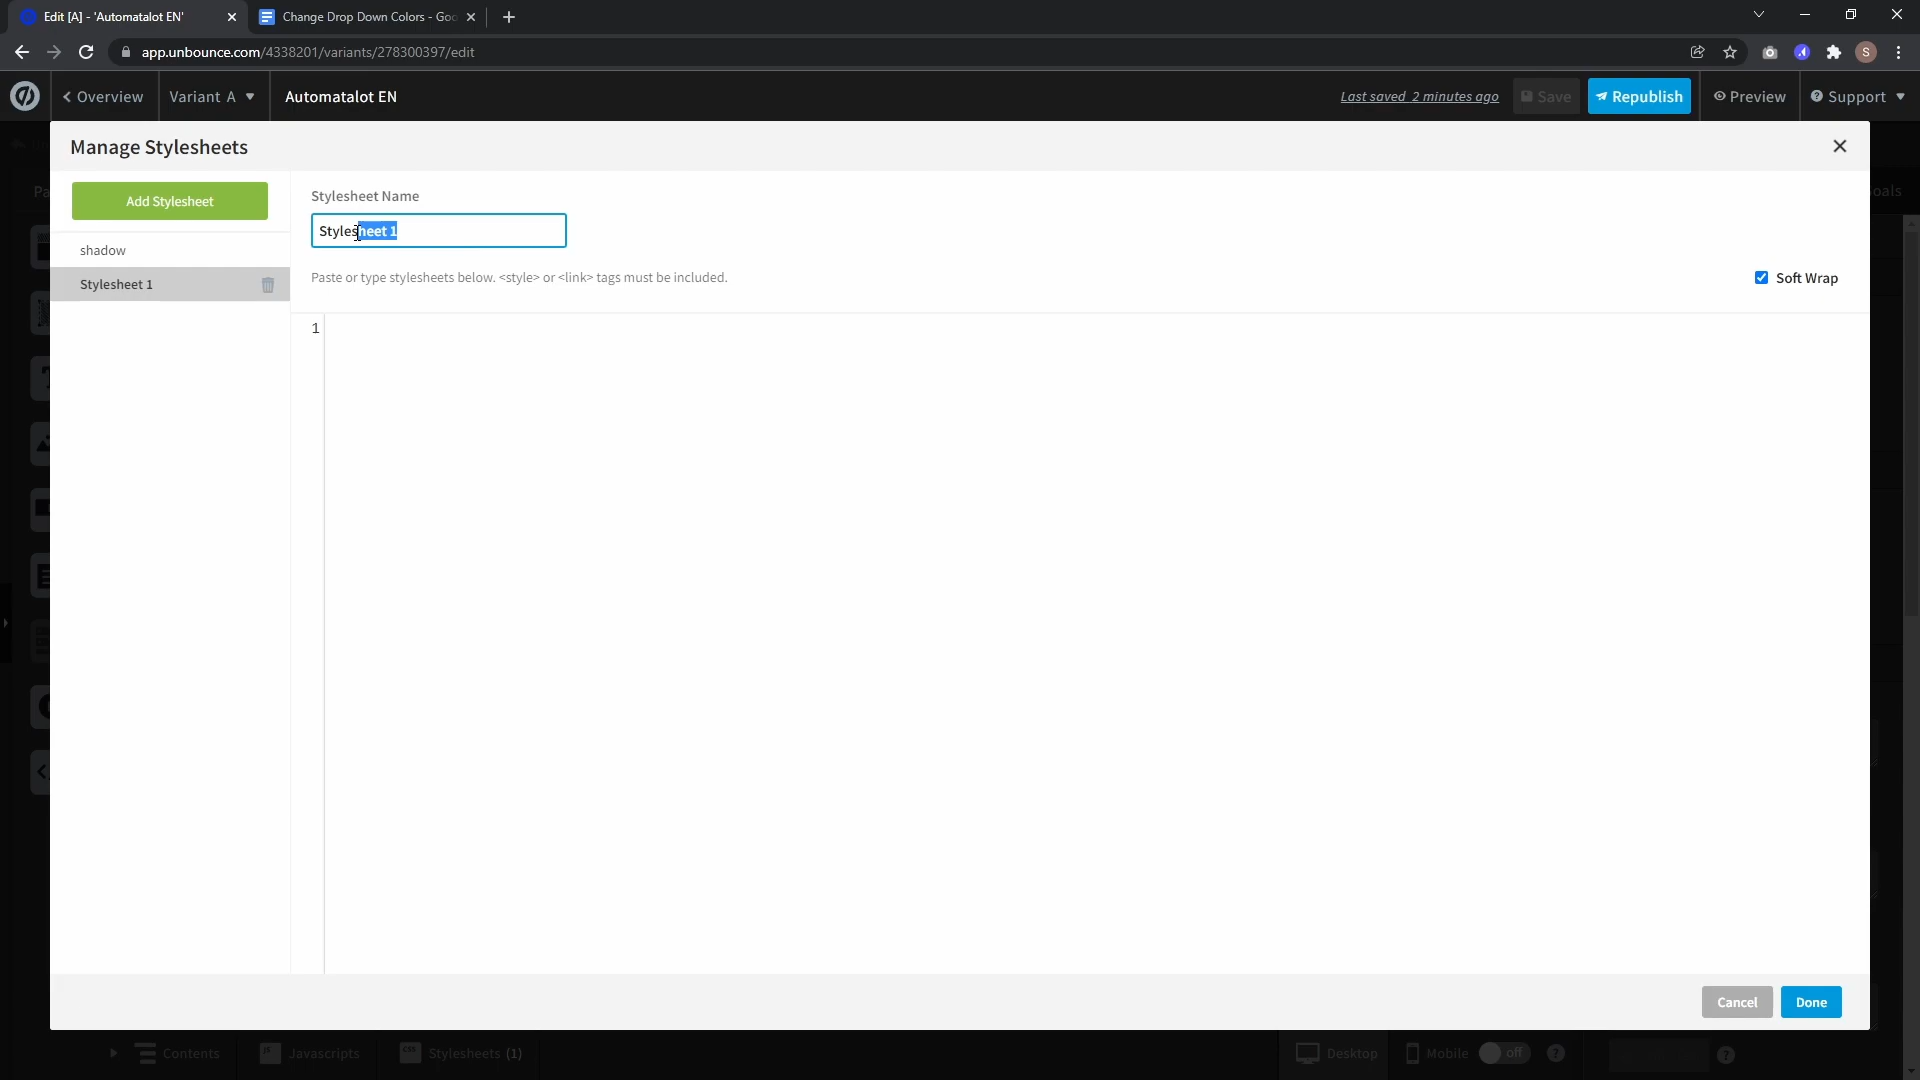 Edit [A] - 'Automatalot EN'
Change Drop Down Colors - Goo
app.unbounce.com/4338201/variants/278300397/edit
S
Overview
Variant A
Automatalot EN
Last saved 2 minutes ago
Save
Republish
Preview
Support
Manage Stylesheets
Pa
oals
Add Stylesheet
shadow
Stylesheet 1
Stylesheet Name
Stylesheet 1
Paste or type stylesheets below. <style> or <link> tags must be included.
Soft Wrap
1
Cancel
Done
Contents
Javascripts
CSS
Stylesheets (1)
Desktop
Mobile
off